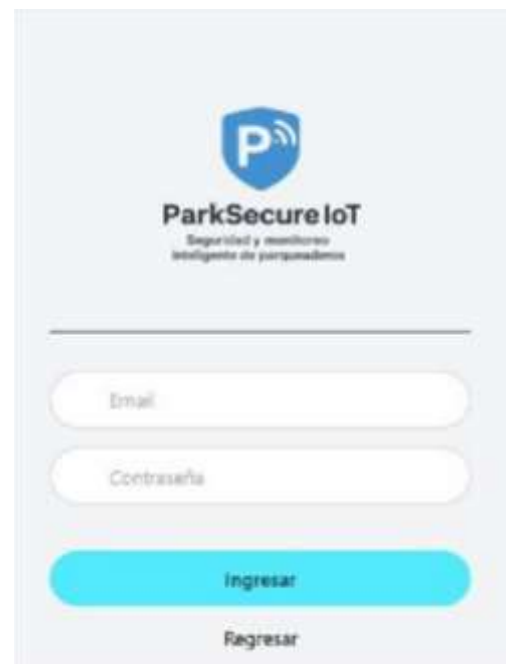 P
ParkSecure IoT
Seguridad y monitoreo
inteligente de parqueaderos
Email
Contraseña
Ingresar
Regresar